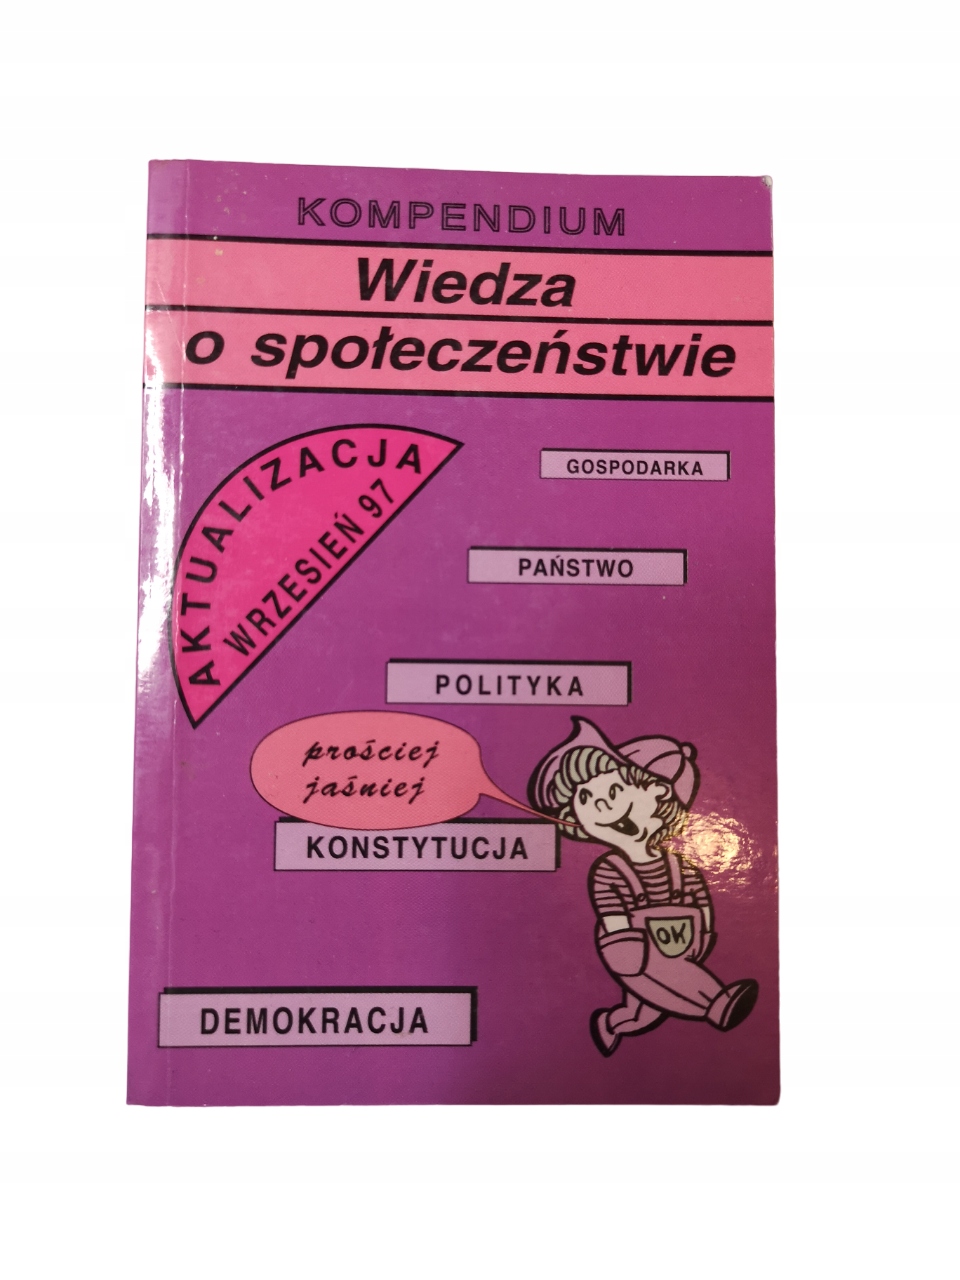 KOMPENDIUM
Wiedza
o społeczeństwie
AKTUALIZACJA
WRZESIEŃ 97
GOSPODARKA
PAŃSTWO
POLITYKA
prościej
jaśniej
KONSTYTUCJA
OK
DEMOKRACJA